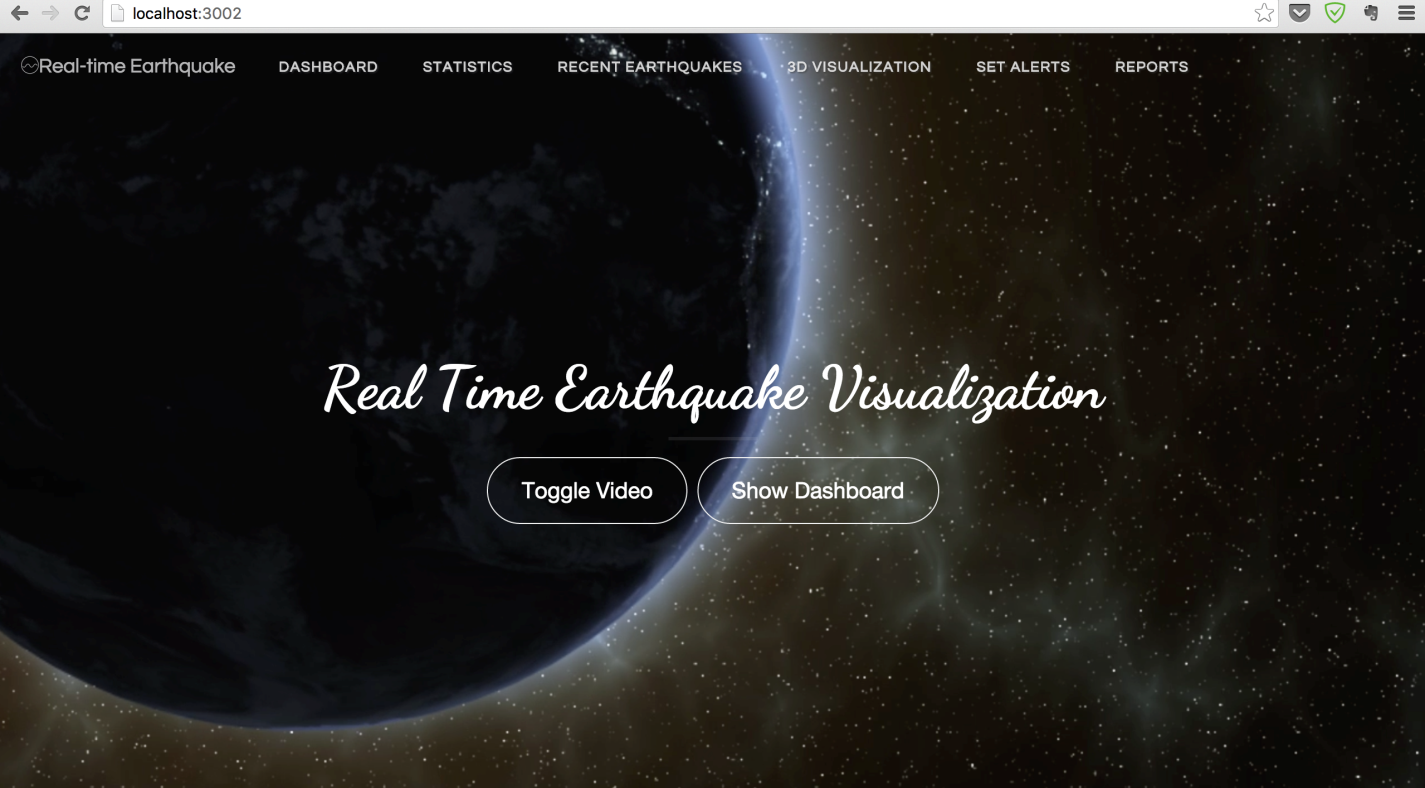 localhost:3002
Real-time Earthquake DASHBOARD STATISTICS RECENT EARTHQUAKES 3D VISUALIZATION SET ALERTS REPORTS
Real Time Earthquake Visualization
Toggle Video Show Dashboard